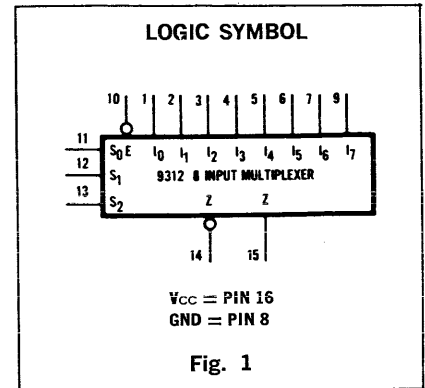 LOGIC SYMBOL
10 1 2 3 4 5 6 7 9
11 S0 E I0 I1 I2 I3 I4 I5 I6 I7
12 S1 9312 8 INPUT MULTIPLEXER
13 S2 Z Z
14 15
VCC = PIN 16
GND = PIN 8
Fig. 1